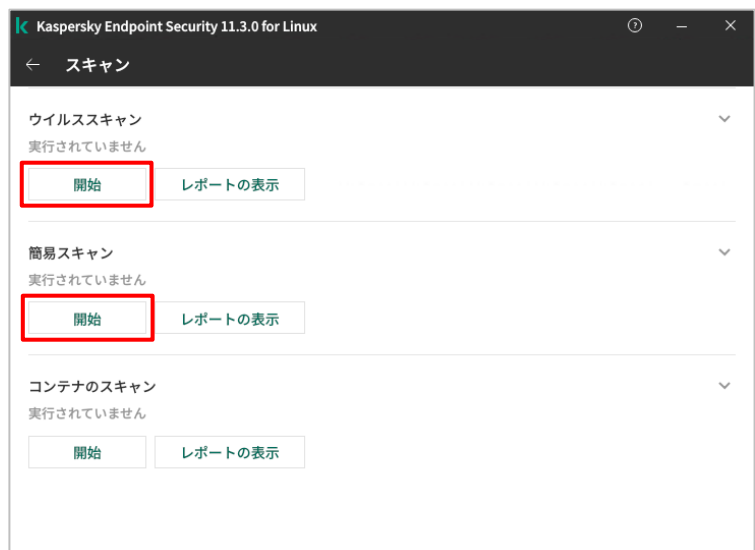 Kaspersky Endpoint Security 11.3.0 for Linux
スキャン
ウイルススキャン
実行されていません
開始 レポートの表示
簡易スキャン
実行されていません
開始 レポートの表示
コンテナのスキャン
実行されていません
開始 レポートの表示